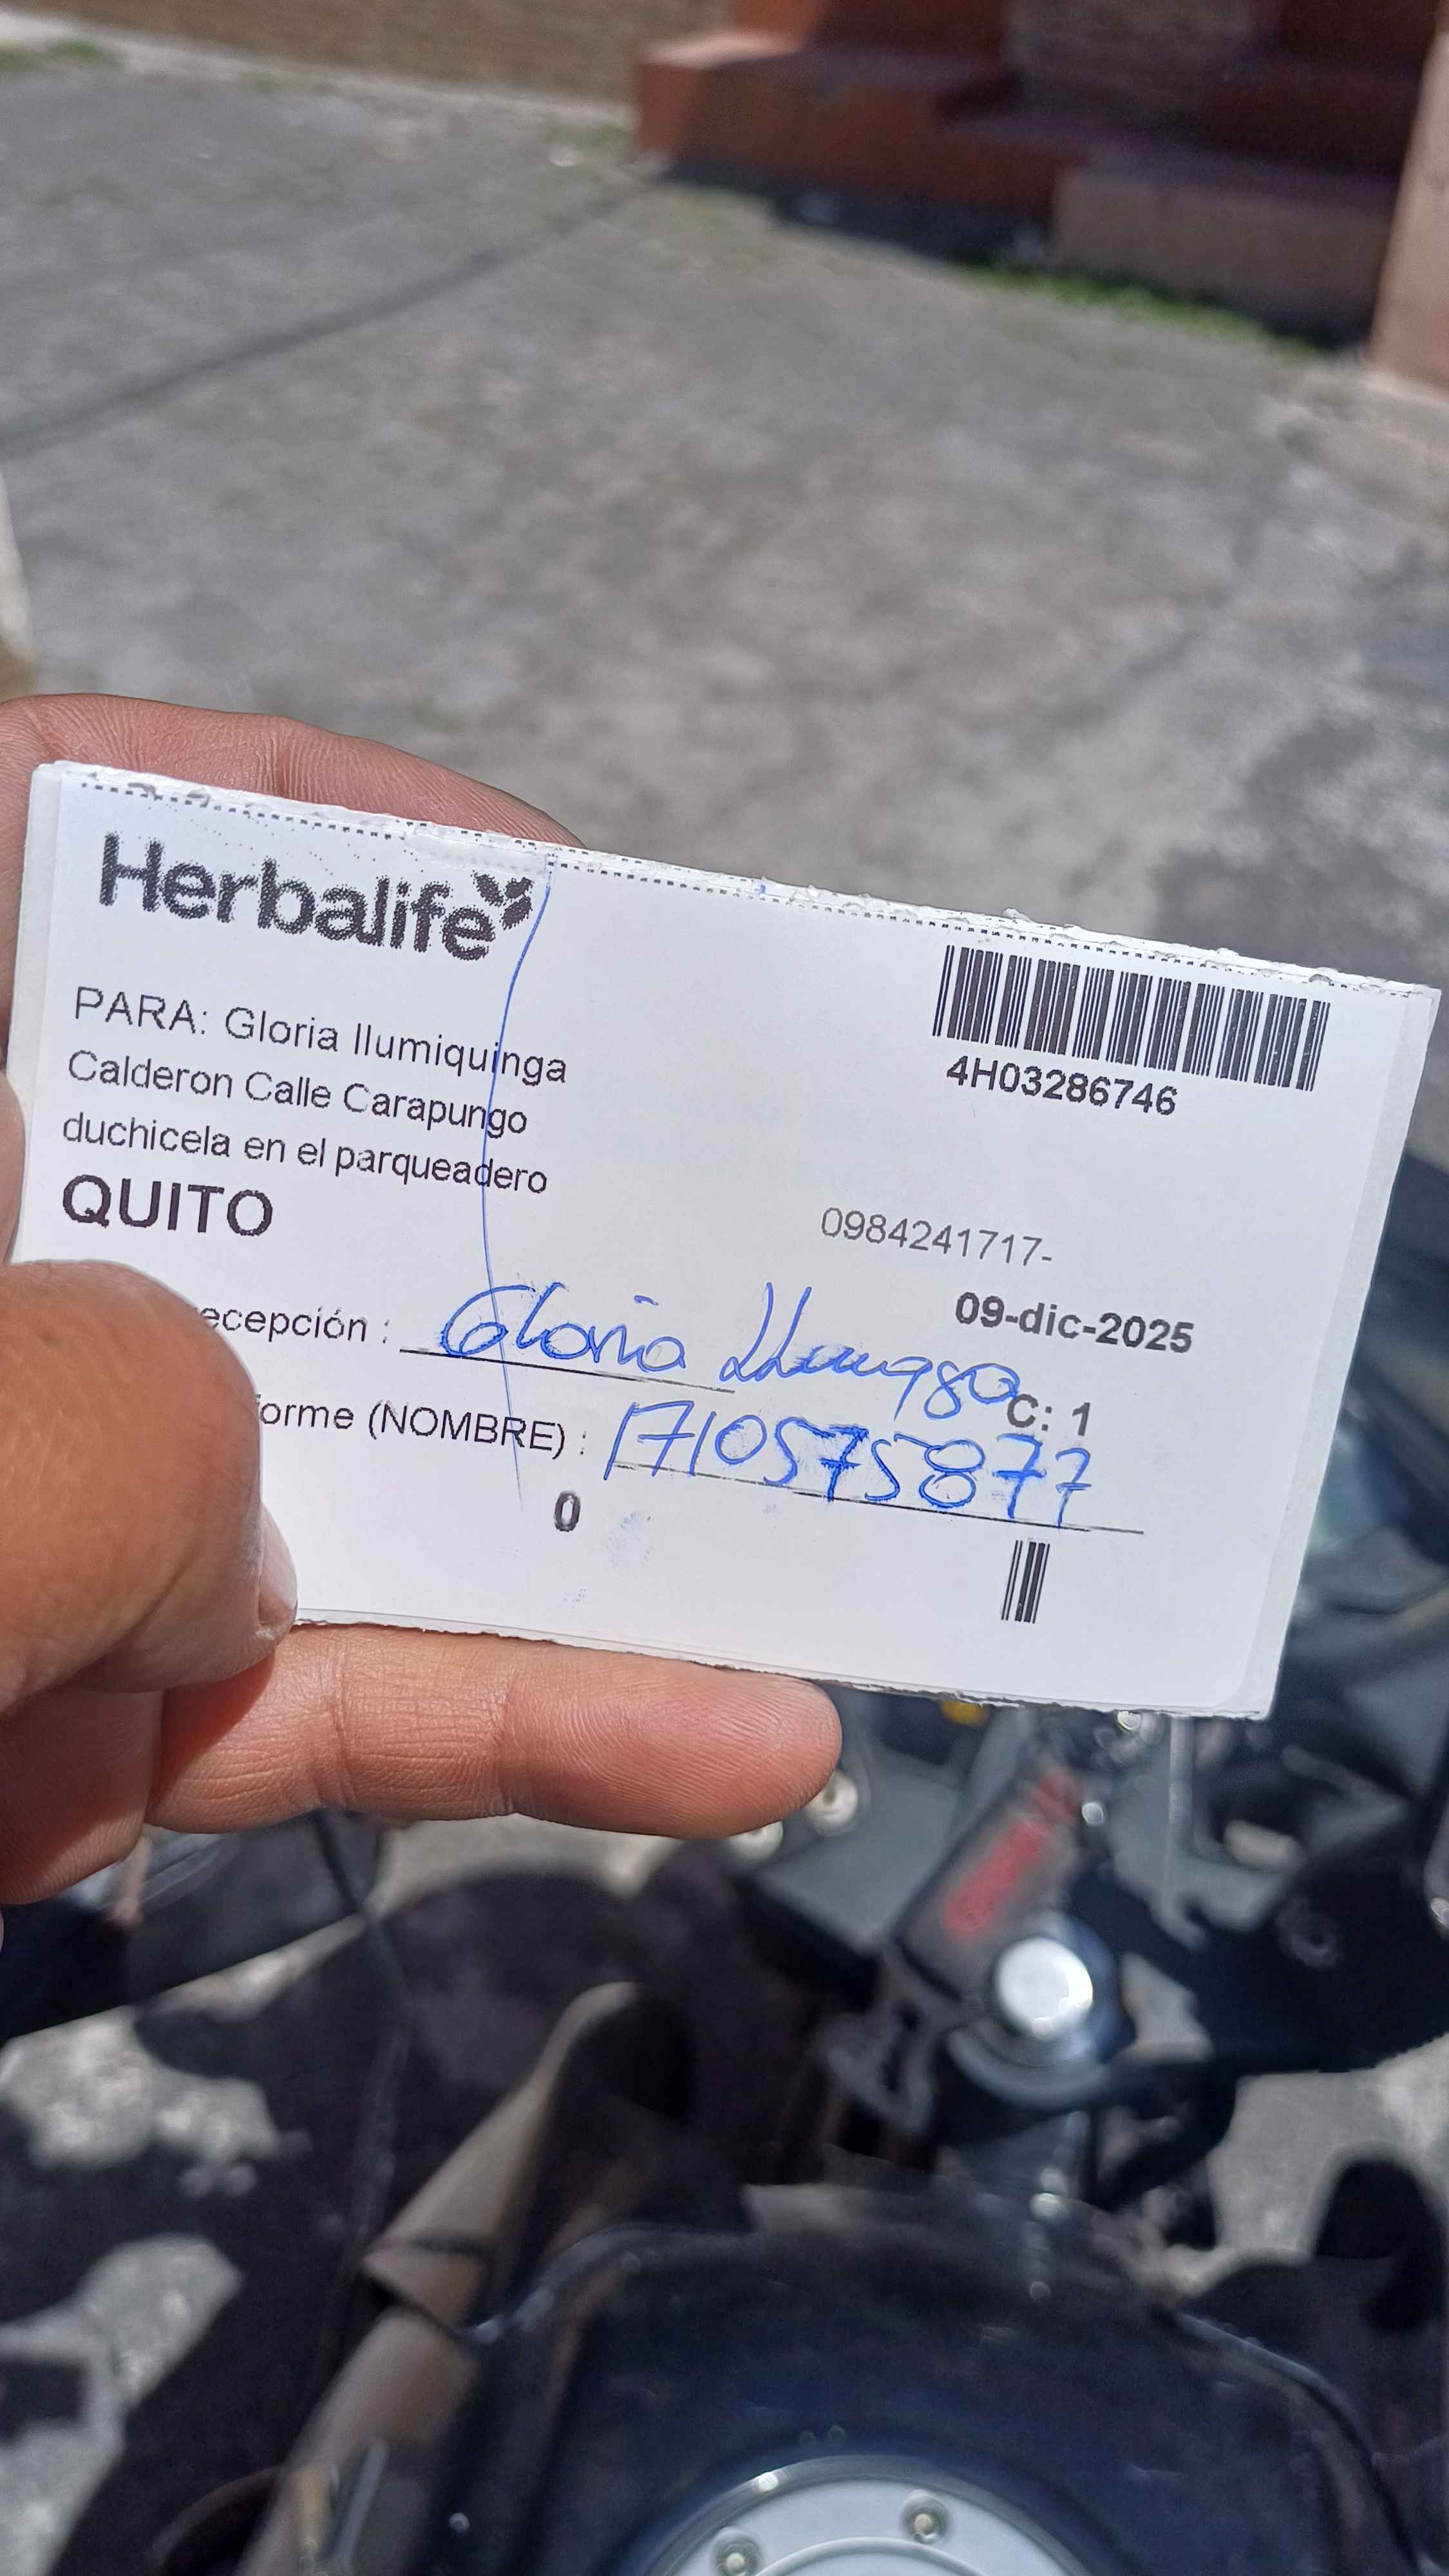 Herbalife
4H03286746
PARA: Gloria Ilumiquinga
Calderon Calle Carapungo
duchicela en el parqueadero
QUITO
0984241717-
09-dic-2025
ecepción : Gloria
C: 1
orme (NOMBRE) : 1710575877
0